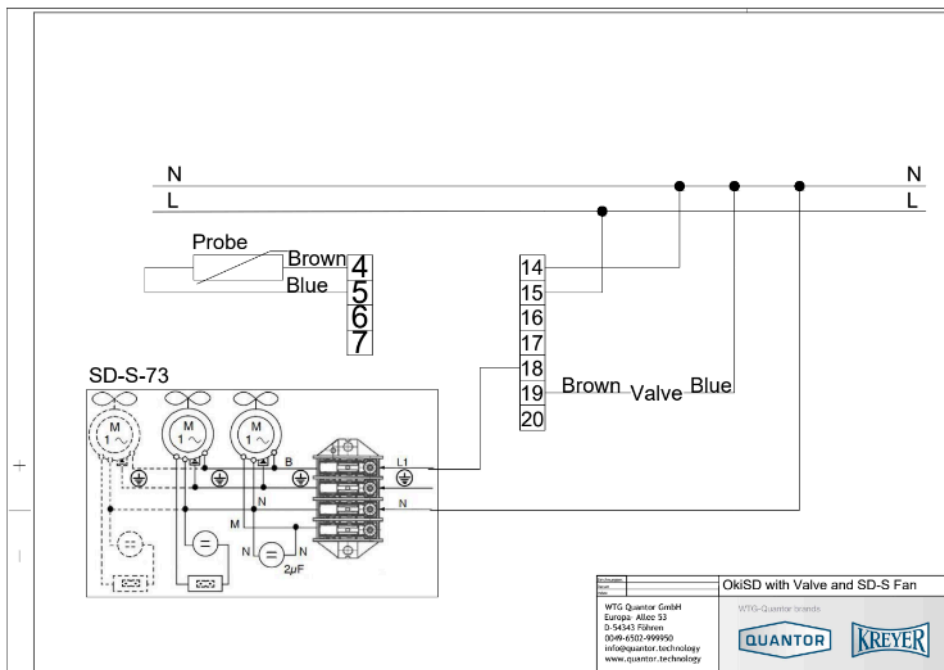 N N
L L
Probe
Brown 4
Blue 5
6
7
14
15
16
17
18
19 Brown Valve Blue
20
SD-S-73
M M M
1 1 1
B L1
N N
M
N N
2µF
OkiSD with Valve and SD-S Fan
WTG Quantor GmbH
Europa- Allee 53
D-54343 Föhren
0049-6502-999950
info@quantor.technology
www.quantor.technology
WTG-Quantor brands
QUANTOR KREYER